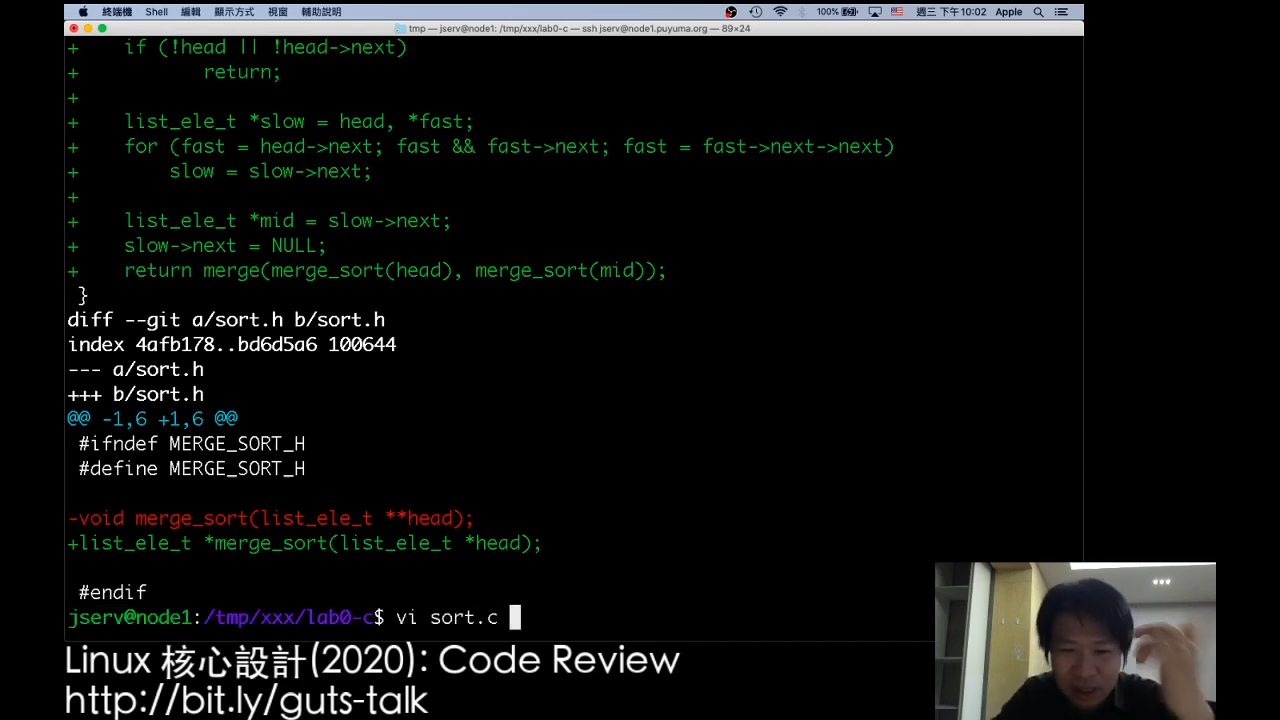 終端機 Shell 編輯 顯示方式 視窗 輔助說明 100% 週三 下午10:02 Apple
tmp — jserv@node1: /tmp/xxx/lab0-c — ssh jserv@node1.puyuma.org — 89×24
+    if (!head || !head->next)
+           return;
+
+    list_ele_t *slow = head, *fast;
+    for (fast = head->next; fast && fast->next; fast = fast->next->next)
+        slow = slow->next;
+
+    list_ele_t *mid = slow->next;
+    slow->next = NULL;
+    return merge(merge_sort(head), merge_sort(mid));
 }
diff --git a/sort.h b/sort.h
index 4afb178..bd6d5a6 100644
--- a/sort.h
+++ b/sort.h
@@ -1,6 +1,6 @@
 #ifndef MERGE_SORT_H
 #define MERGE_SORT_H
-void merge_sort(list_ele_t **head);
+list_ele_t *merge_sort(list_ele_t *head);
 #endif
jserv@node1:/tmp/xxx/lab0-c$ vi sort.c
Linux 核心設計(2020): Code Review
http://bit.ly/guts-talk